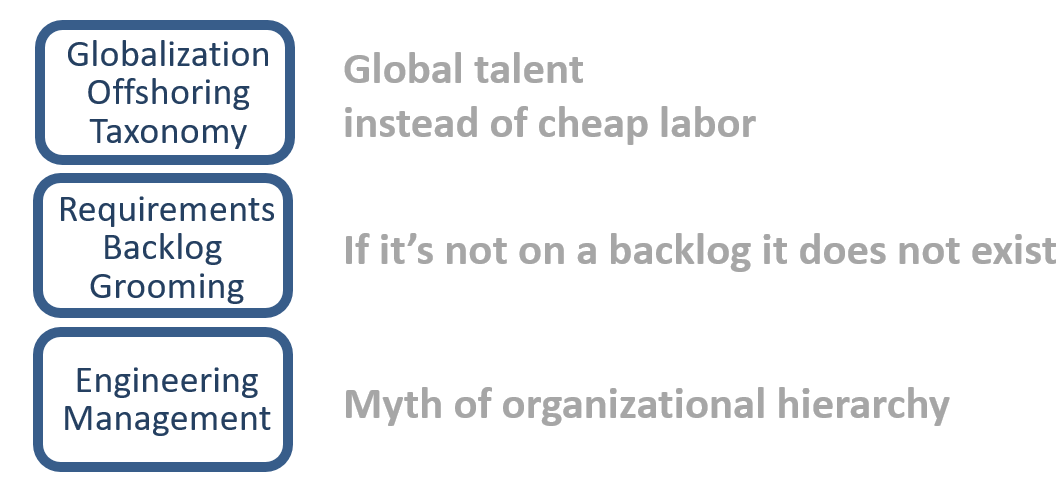 Globalization
Offshoring
Taxonomy
Global talent
instead of cheap labor
Requirements
Backlog
Grooming
If it’s not on a backlog it does not exist
Engineering
Management
Myth of organizational hierarchy